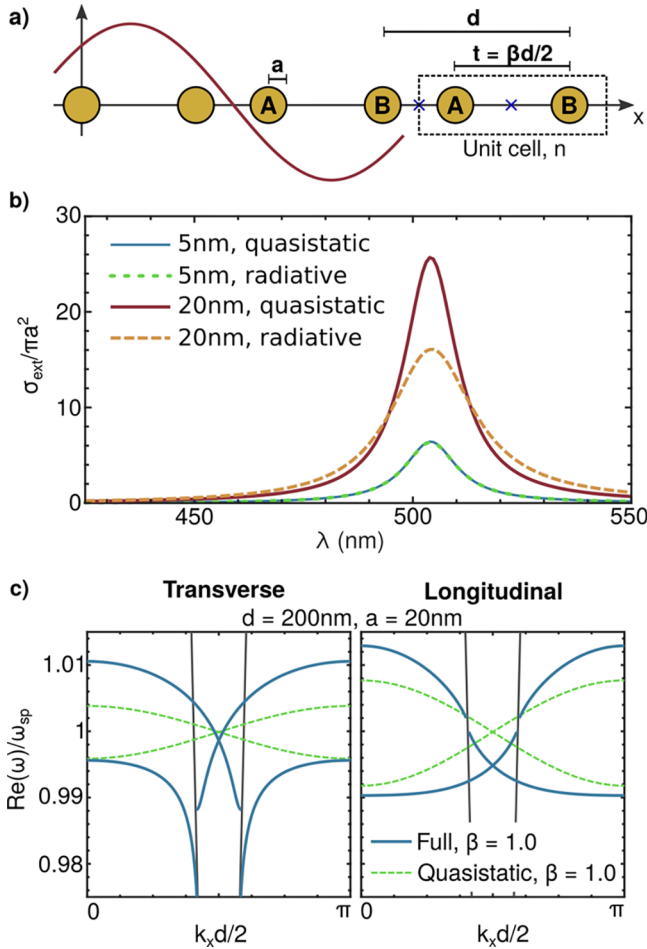 a)
d
a
t = βd/2
A
B
A
B
x
Unit cell, n
b)
30
5nm, quasistatic
5nm, radiative
20
20nm, quasistatic
20nm, radiative
σext/πa²
10
0
450
500
550
λ (nm)
c)
Transverse
Longitudinal
d = 200nm, a = 20nm
1.01
1
0.99
0.98
Re(ω)/ωsp
Full, β = 1.0
Quasistatic, β = 1.0
0
π
0
π
kxd/2
kxd/2